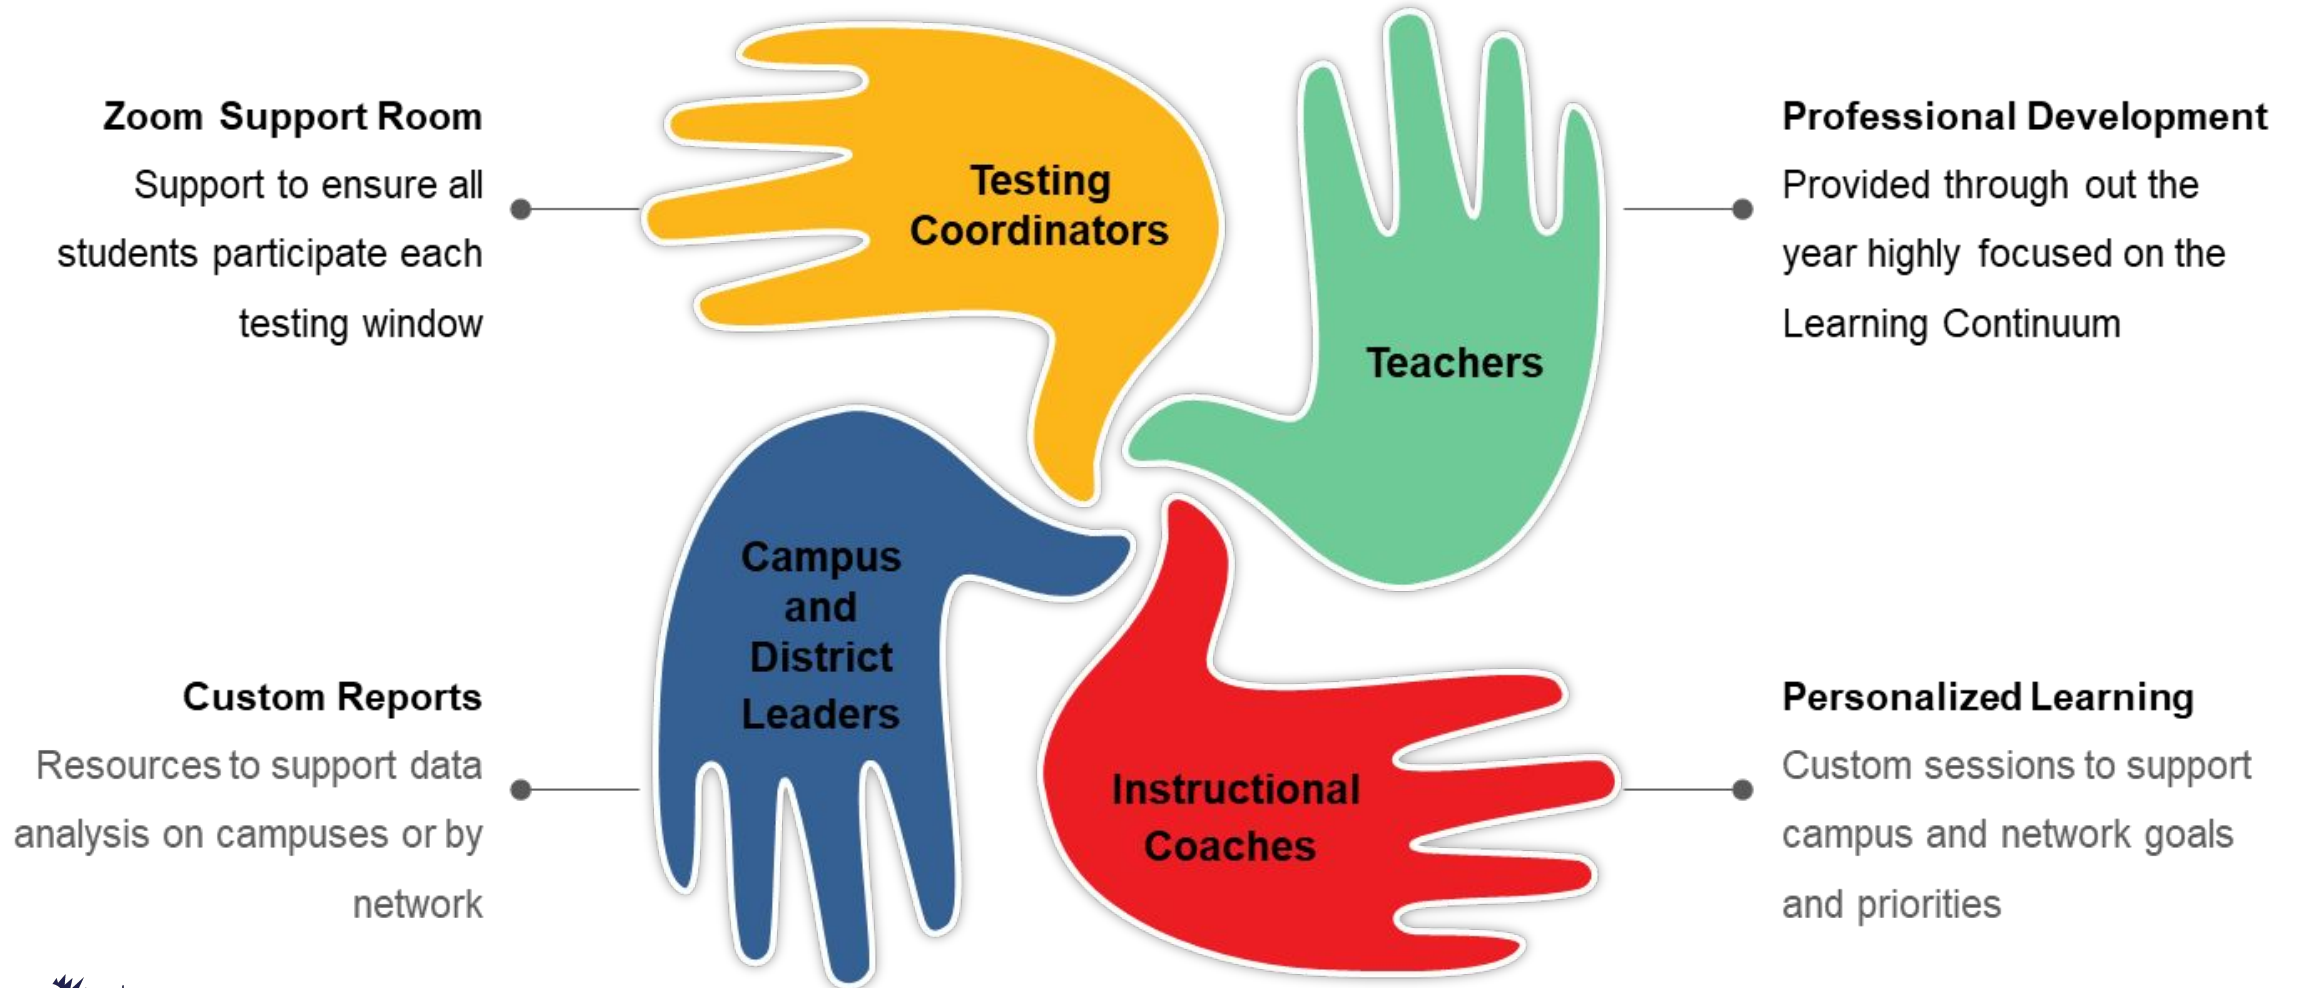 Zoom Support Room
Support to ensure all
students participate each
testing window
Testing
Coordinators
Teachers
Professional Development
Provided through out the
year highly focused on the
Learning Continuum
Custom Reports
Resources to support data
analysis on campuses or by
network
Campus
and
District
Leaders
Instructional
Coaches
Personalized Learning
Custom sessions to support
campus and network goals
and priorities